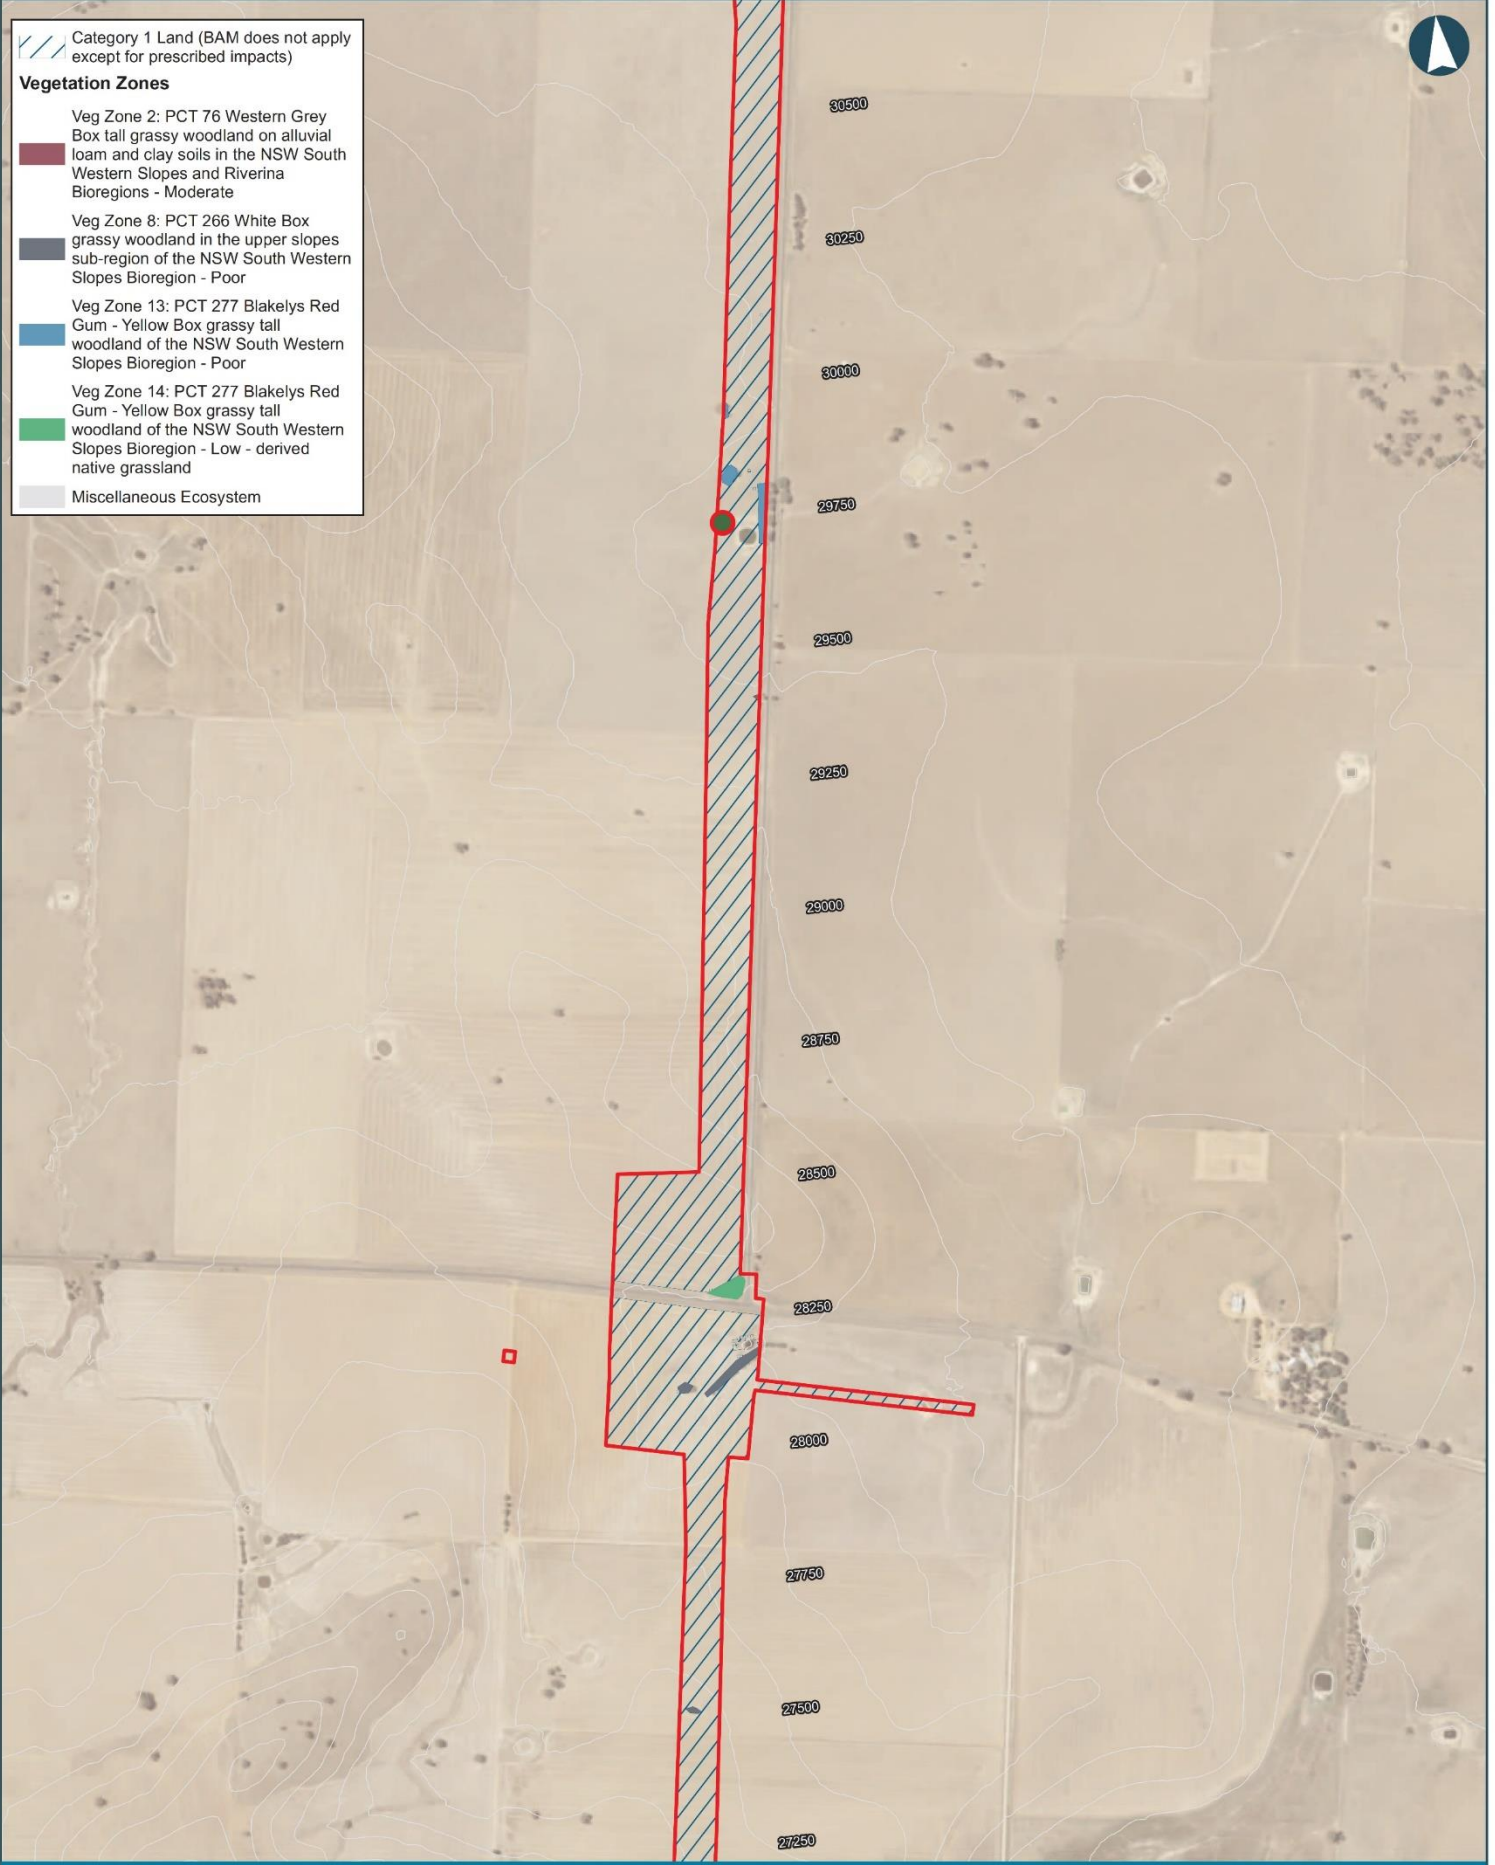 Category 1 Land (BAM does not apply
except for prescribed impacts)
Vegetation Zones
Veg Zone 2: PCT 76 Western Grey
Box tall grassy woodland on alluvial
loam and clay soils in the NSW South
Western Slopes and Riverina
Bioregions - Moderate
Veg Zone 8: PCT 266 White Box
grassy woodland in the upper slopes
sub-region of the NSW South Western
Slopes Bioregion - Poor
Veg Zone 13: PCT 277 Blakelys Red
Gum - Yellow Box grassy tall
woodland of the NSW South Western
Slopes Bioregion - Poor
Veg Zone 14: PCT 277 Blakelys Red
Gum - Yellow Box grassy tall
woodland of the NSW South Western
Slopes Bioregion - Low - derived
native grassland
Miscellaneous Ecosystem
30500
30250
30000
29750
29500
29250
29000
28750
28500
28250
28000
27750
27500
27250